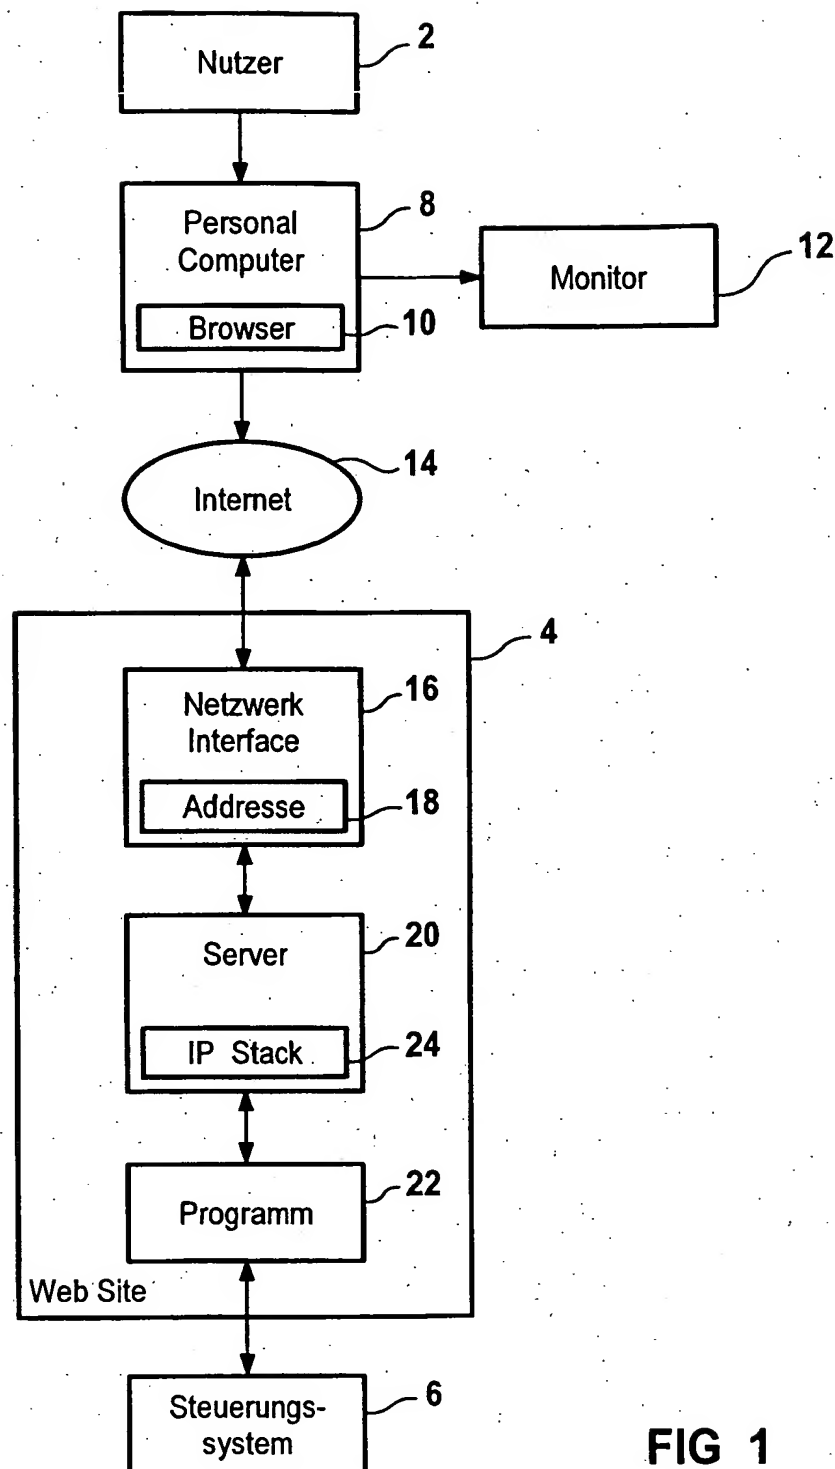 Nutzer
2
Personal
Computer
8
Browser
10
Monitor
12
Internet
14
4
Netzwerk
Interface
16
Addresse
18
Server
20
IP Stack
24
Programm
22
Web Site
Steuerungs-
system
6
FIG 1